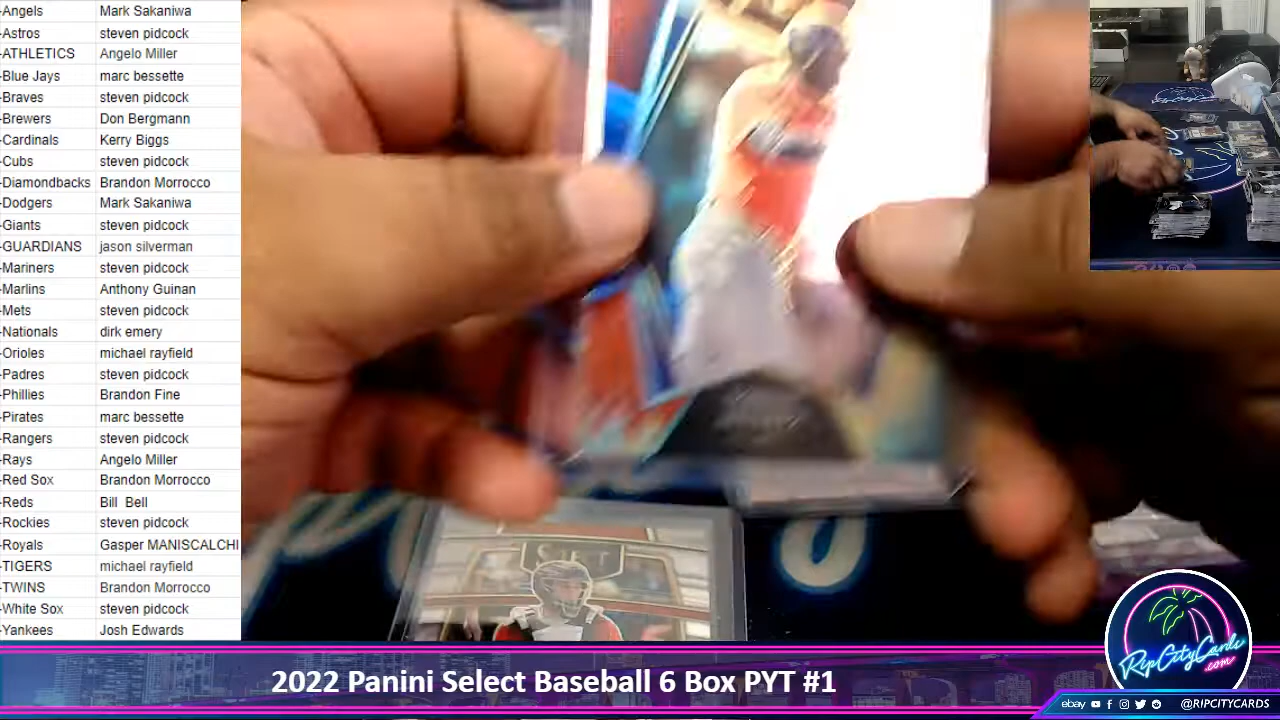 -Angels Mark Sakaniwa
-Astros steven pidcock
-ATHLETICS Angelo Miller
-Blue Jays marc bessette
-Braves steven pidcock
-Brewers Don Bergmann
-Cardinals Kerry Biggs
-Cubs steven pidcock
-Diamondbacks Brandon Morrocco
-Dodgers Mark Sakaniwa
-Giants steven pidcock
-GUARDIANS jason silverman
-Mariners steven pidcock
-Marlins Anthony Guinan
-Mets steven pidcock
-Nationals dirk emery
-Orioles michael rayfield
-Padres steven pidcock
-Phillies Brandon Fine
-Pirates marc bessette
-Rangers steven pidcock
-Rays Angelo Miller
-Red Sox Brandon Morrocco
-Reds Bill Bell
-Rockies steven pidcock
-Royals Gasper MANISCALCHI
-TIGERS michael rayfield
-TWINS Brandon Morrocco
-White Sox steven pidcock
-Yankees Josh Edwards
SELECT
RipCityCards
.com
2022 Panini Select Baseball 6 Box PYT #1
ebay @RIPCITYCARDS